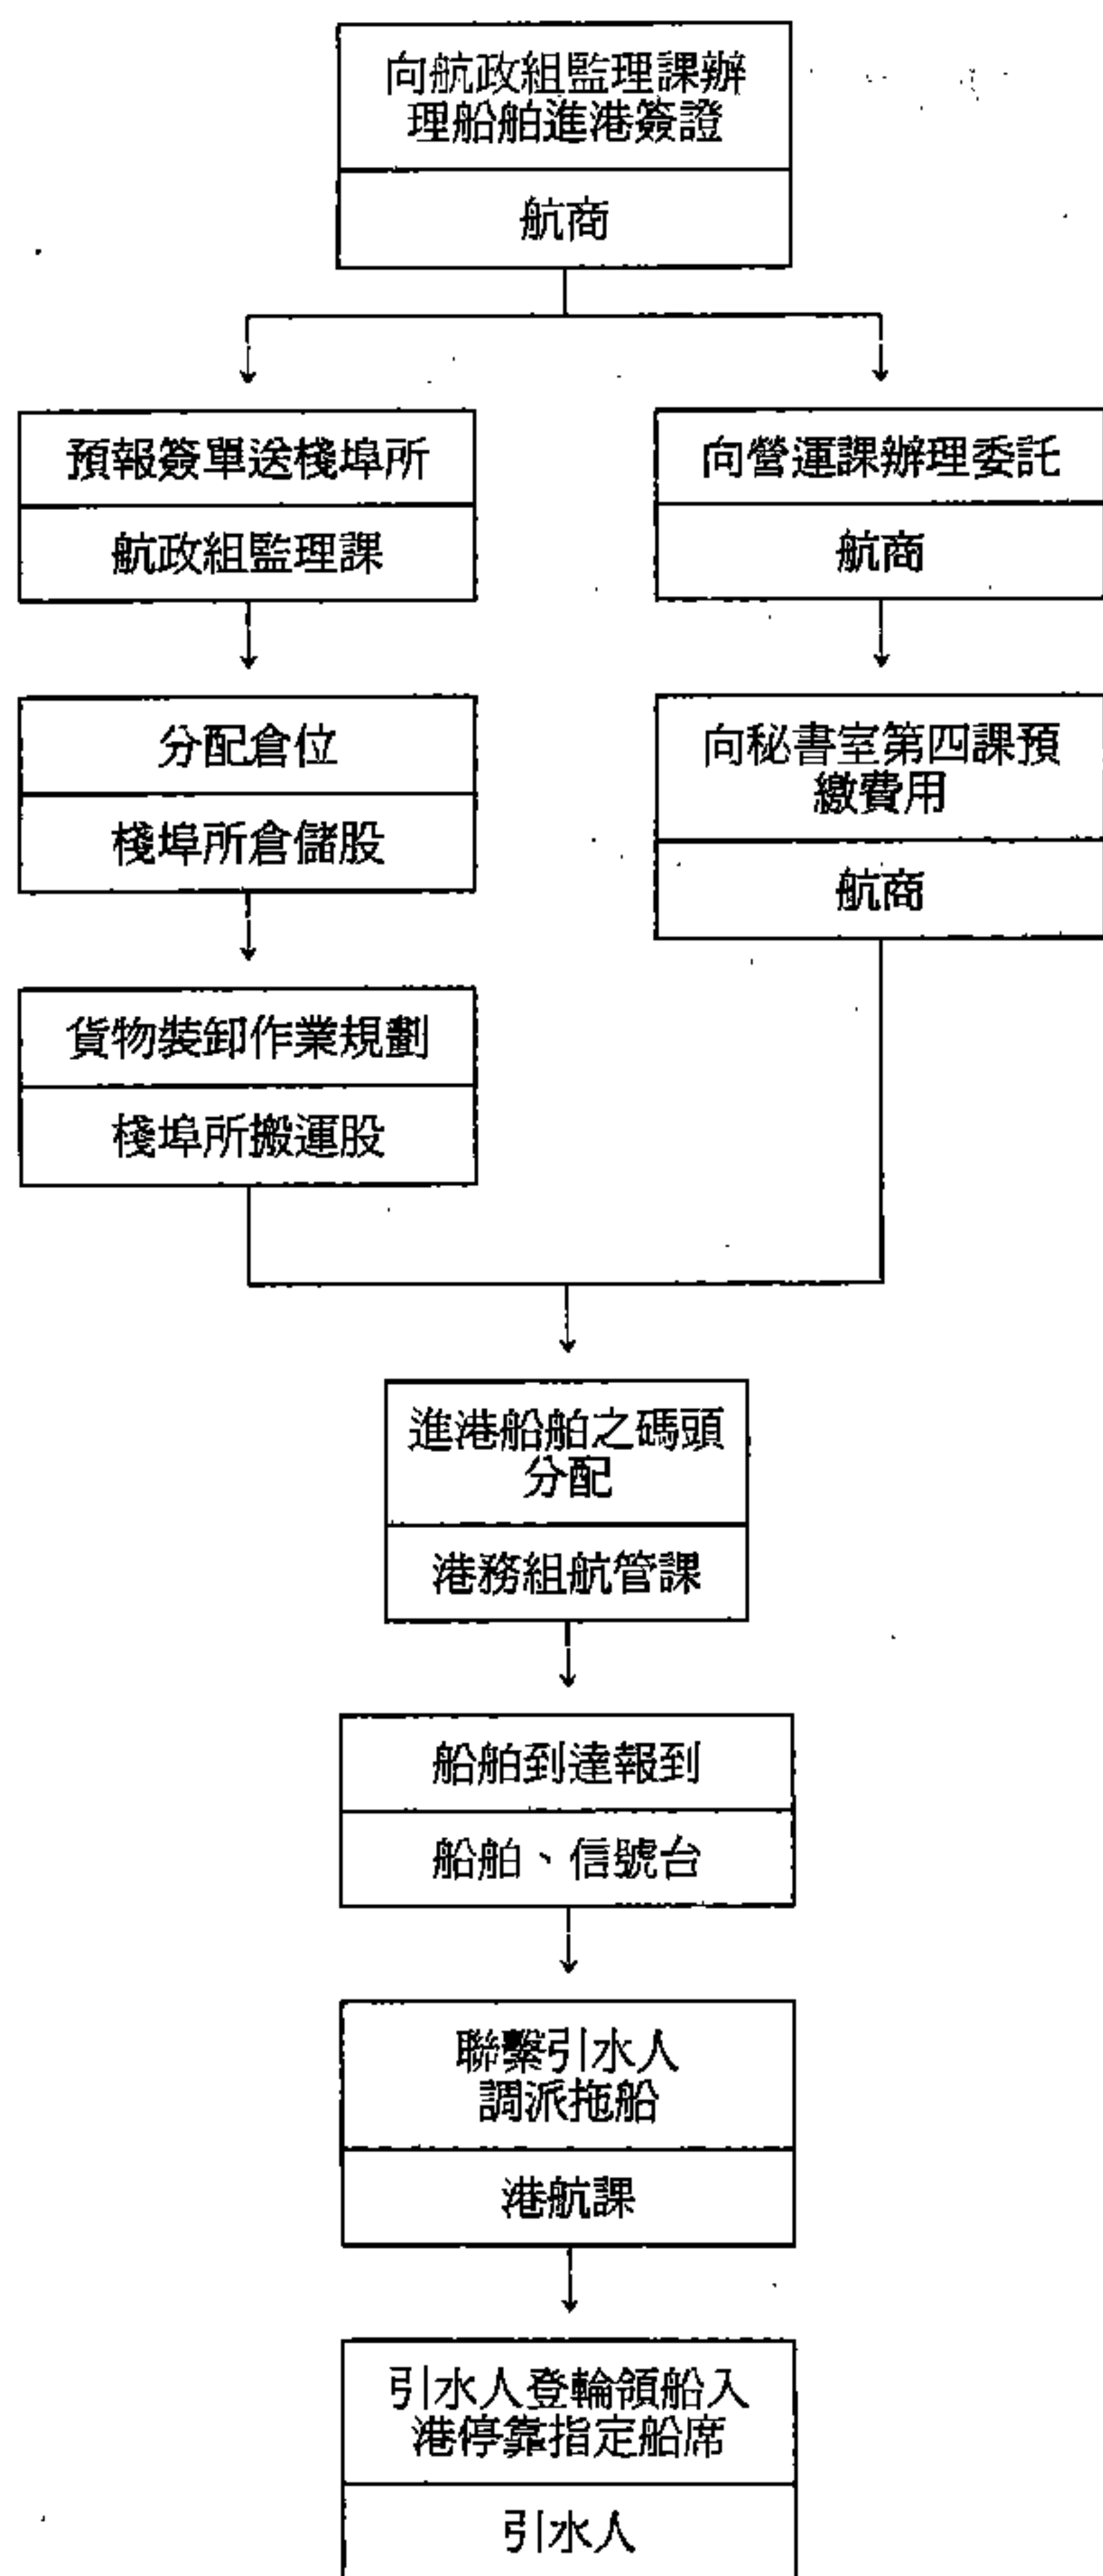 向航政組監理課辦
理船舶進港簽證
航商
預報簽單送棧埠所
航政組監理課
向營運課辦理委託
航商
分配倉位
棧埠所倉儲股
向秘書室第四課預
繳費用
航商
貨物裝卸作業規劃
棧埠所搬運股
進港船舶之碼頭
分配
港務組航管課
船舶到達報到
船舶、信號台
聯繫引水人
調派拖船
港航課
引水人登輪領船入
港停靠指定船席
引水人